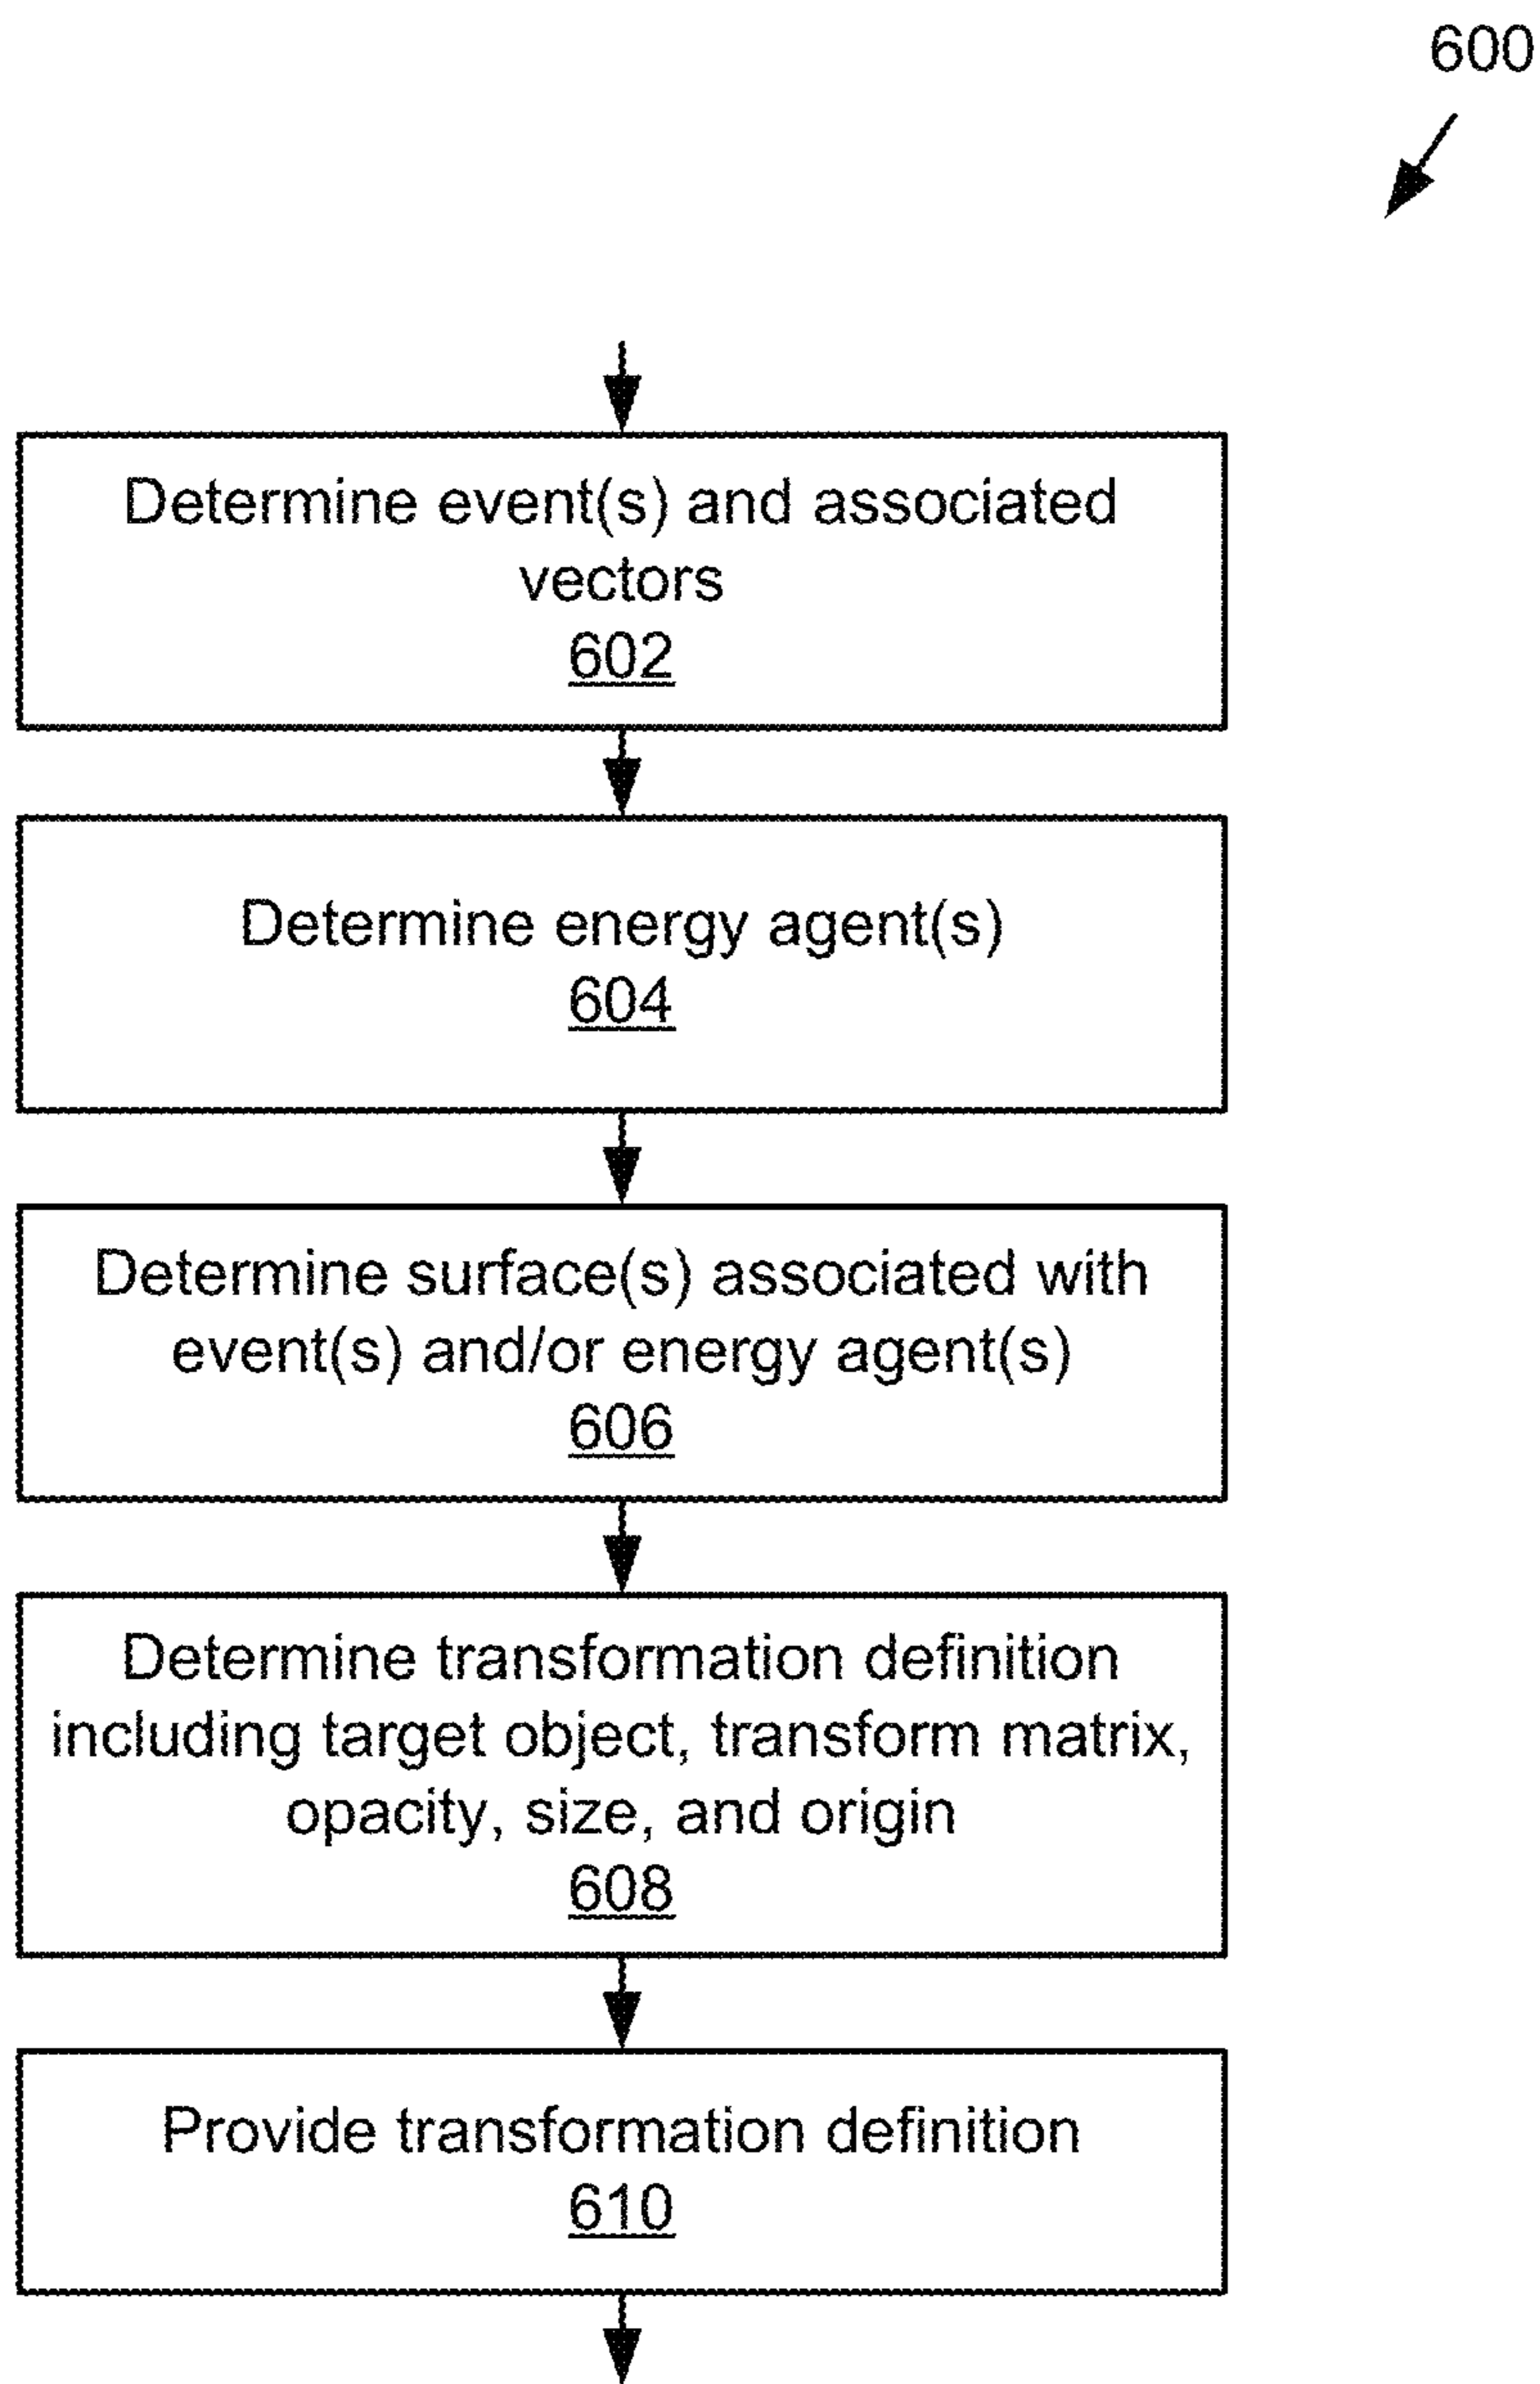 600
Determine event(s) and associated
vectors
602
Determine energy agent(s)
604
Determine surface(s) associated with
event(s) and/or energy agent(s)
606
Determine transformation definition
including target object, transform matrix,
opacity, size, and origin
608
Provide transformation definition
610